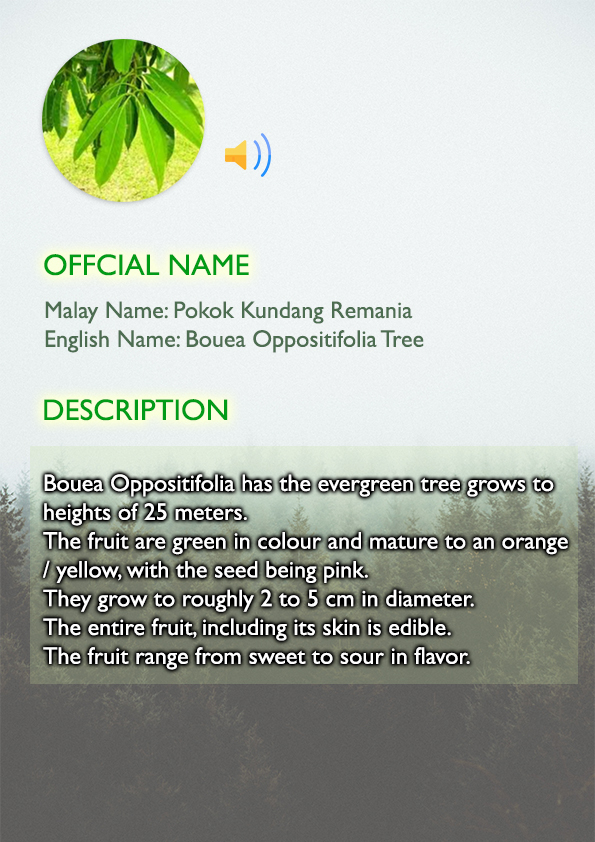 OFFCIAL NAME
Malay Name: Pokok Kundang Remania
English Name: Bouea Oppositifolia Tree
DESCRIPTION
Bouea Oppositifolia has the evergreen tree grows to
heights of 25 meters.
The fruit are green in colour and mature to an orange
/ yellow, with the seed being pink.
They grow to roughly 2 to 5 cm in diameter.
The entire fruit, including its skin is edible.
The fruit range from sweet to sour in flavor.